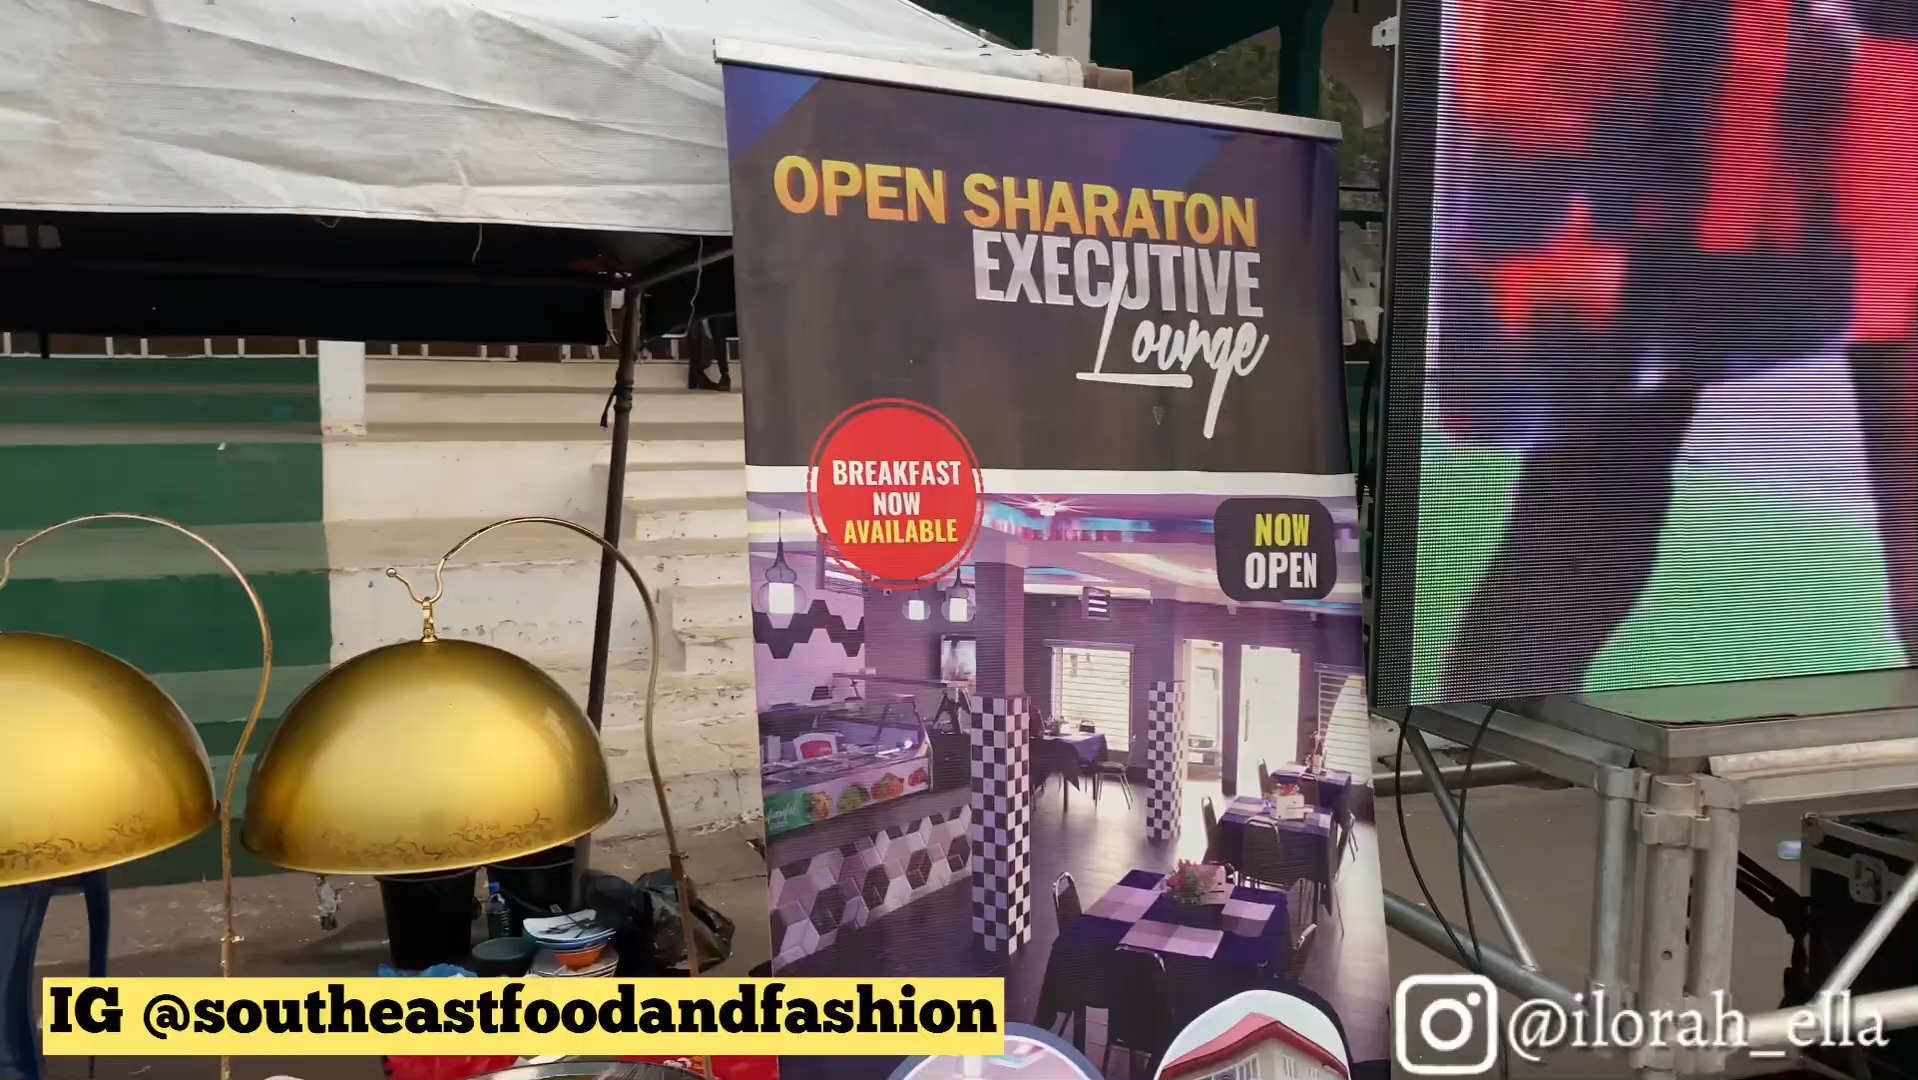 OPEN SHARATON
EXECUTIVE
Lounge
BREAKFAST
NOW
AVAILABLE
NOW
OPEN
IG @southeastfoodandfashion
@ilorah_ella